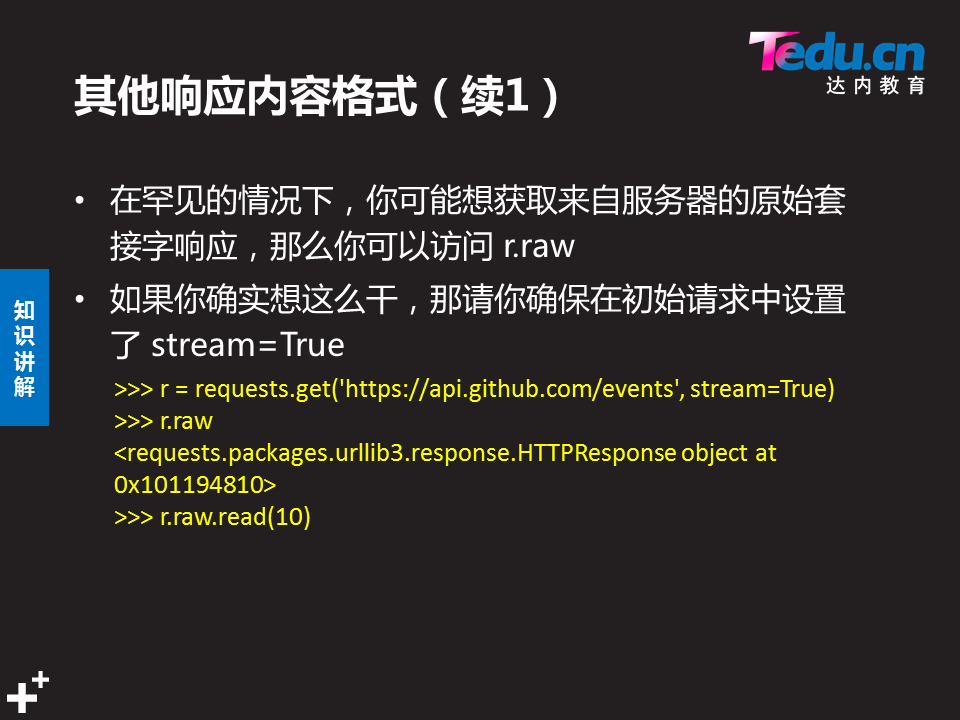 Tedu.cn
达内教育
其他响应内容格式（续1）
• 在罕见的情况下，你可能想获取来自服务器的原始套
接字响应，那么你可以访问 r.raw
• 如果你确实想这么干，那请你确保在初始请求中设置
了 stream=True
>>> r = requests.get('https://api.github.com/events', stream=True)
>>> r.raw
<requests.packages.urllib3.response.HTTPResponse object at
0x101194810>
>>> r.raw.read(10)
知
识
讲
解